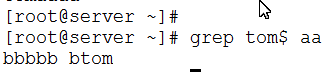 [root@server ~]#
[root@server ~]# grep tom$ aa
bbbbb btom